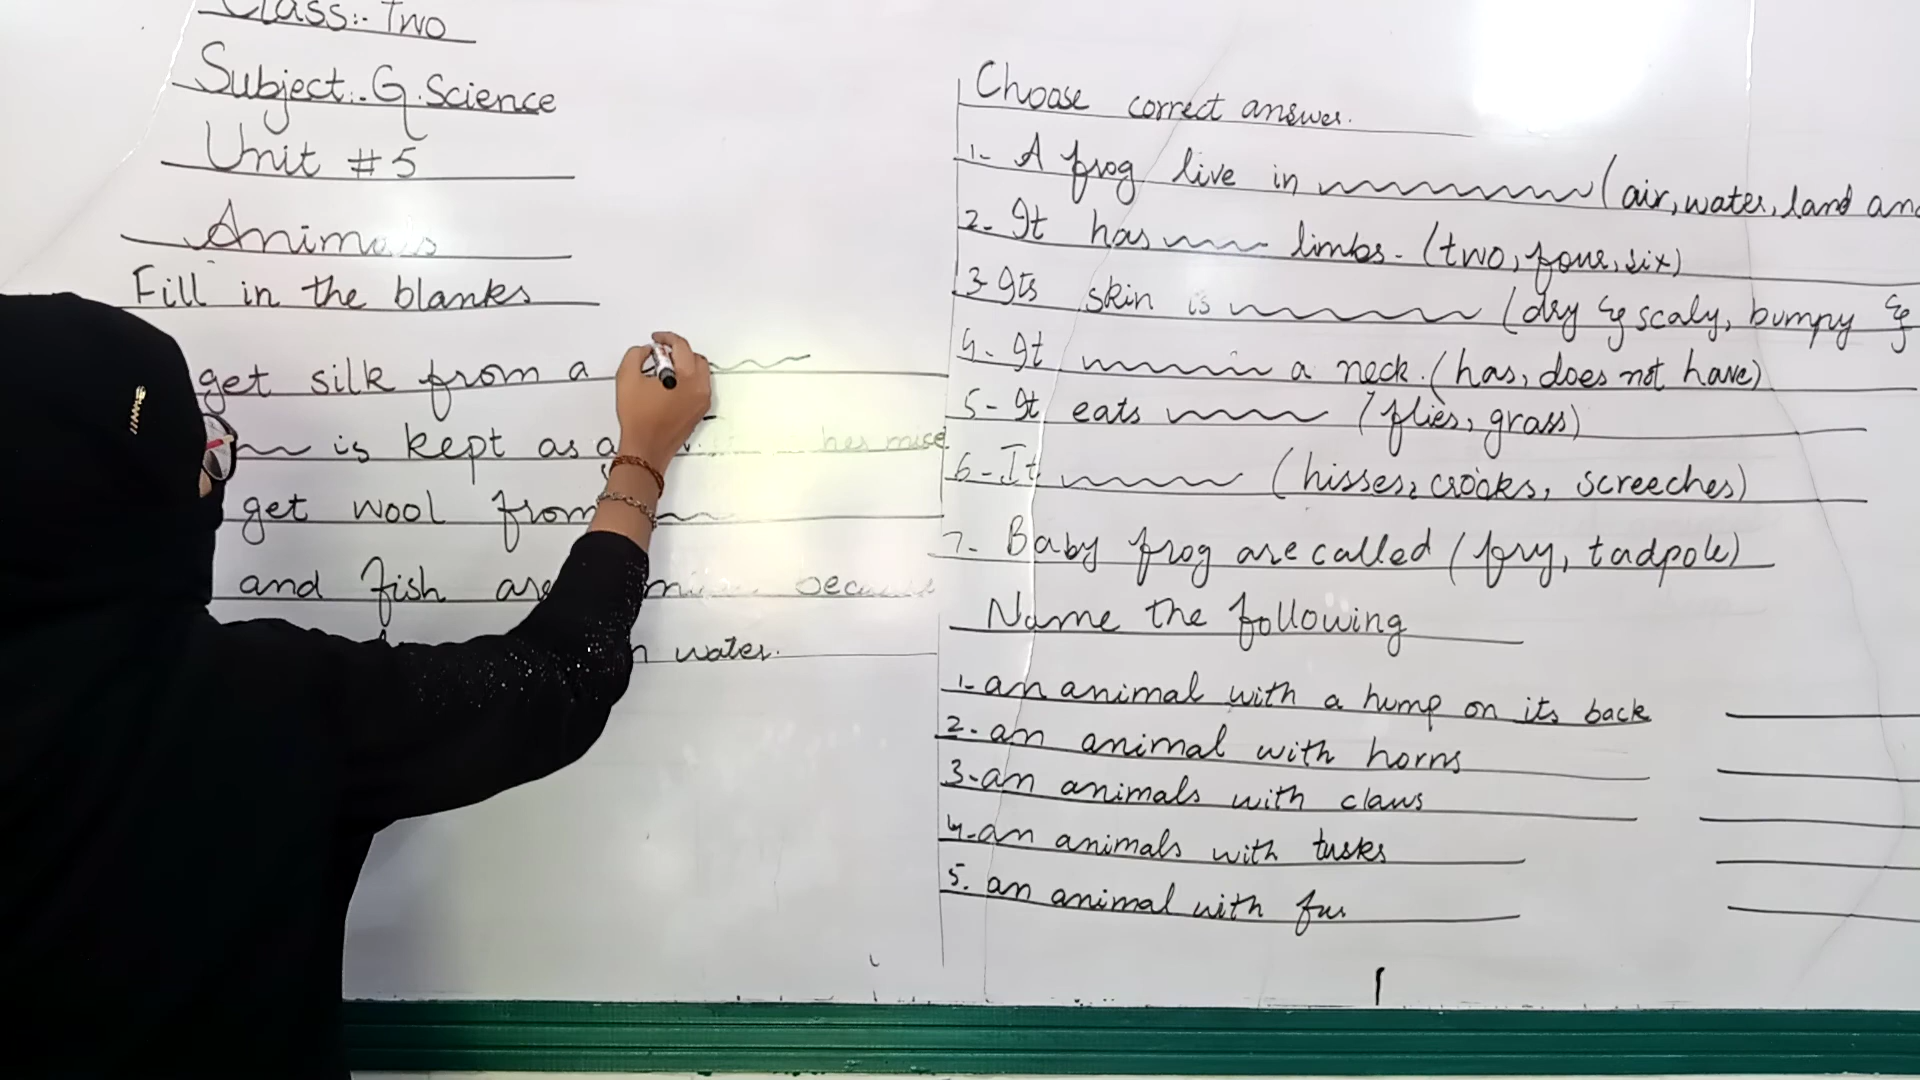 Class:- Two
Subject:- G.Science
Unit #5
Animals
Fill in the blanks
get silk from a
is kept as a hes mice
get wool from
and fish are because
water.
Choose correct answer.
1- A frog live in (air, water, land and
2- It has limbs. (two, four, six)
3- Its skin is (dry & scaly, bumpy &
4- It a neck. (has, does not have)
5- It eats (flies, grass)
6- It (hisses, crocks, screeches)
7- Baby frog are called (fry, tadpole)
Name the following
1- an animal with a hump on its back
2- an animal with horns
3- an animals with claws
4- an animals with tusks
5. an animal with fur